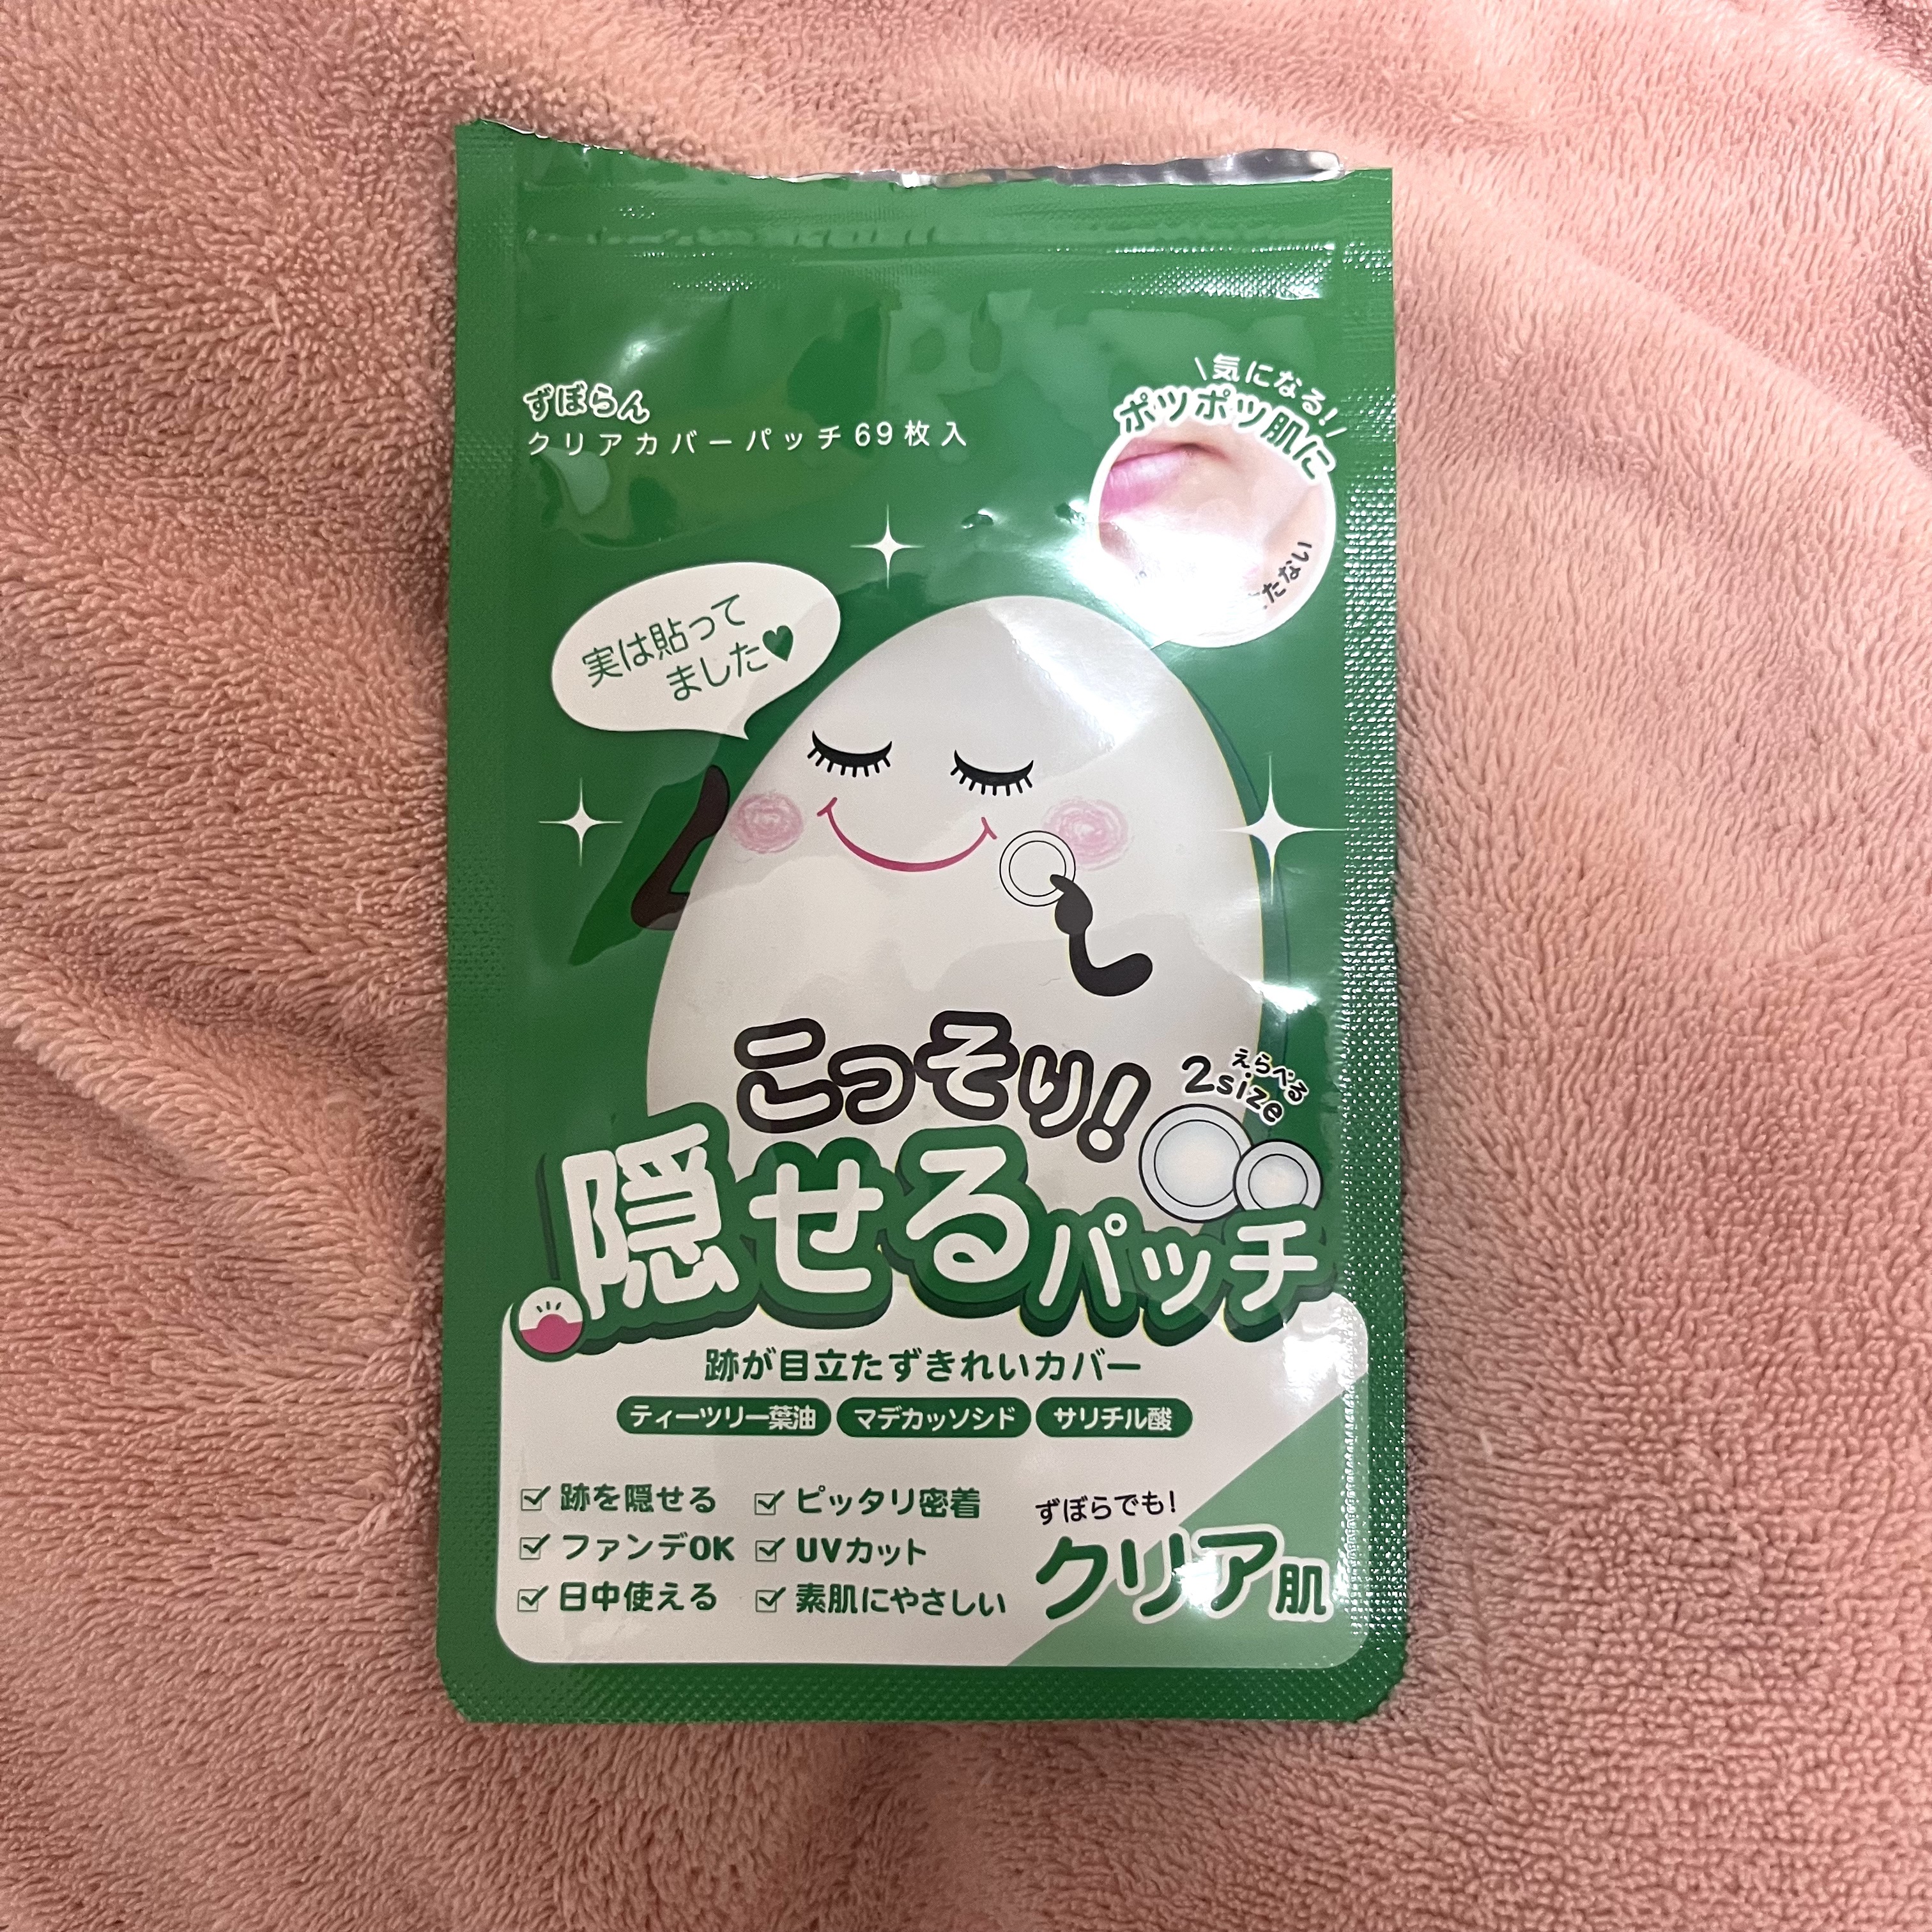 ずぼらん
クリアカバーパッチ69枚入
\気になる!/
ポツポツ肌に
たない
実は貼って
ました♥
こっそり!
えらべる
2size
隠せるパッチ
跡が目立たずきれいカバー
ティーツリー葉油 マデカッソシド サリチル酸
跡を隠せる ピッタリ密着
ファンデOK UVカット
日中使える 素肌にやさしい
ずぼらでも!
クリア肌